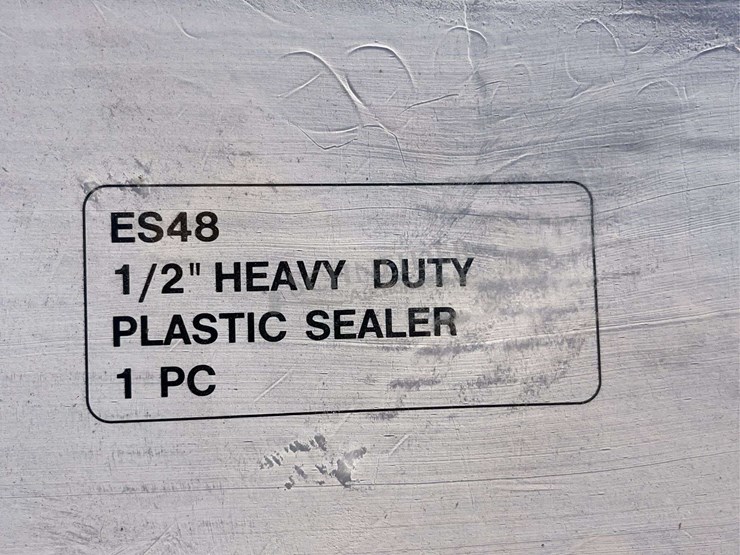 ES48
1/2" HEAVY DUTY
PLASTIC SEALER
1 PC